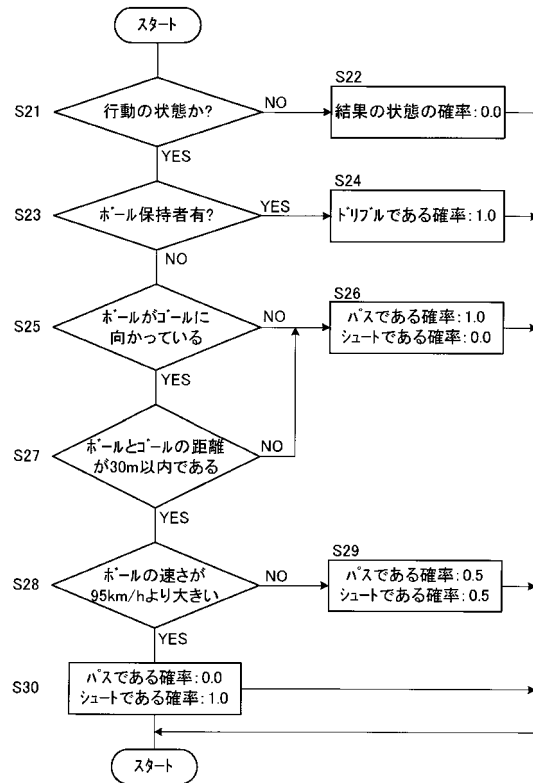 スタート
S21
行動の状態か?
NO
S22
結果の状態の確率:0.0
YES
S23
ボール保持者有?
YES
S24
ドリブルである確率:1.0
NO
S25
ボールがゴールに
向かっている
NO
S26
パスである確率:1.0
シュートである確率:0.0
YES
S27
ボールとゴールの距離
が30m以内である
NO
YES
S28
ボールの速さが
95km/hより大きい
NO
S29
パスである確率:0.5
シュートである確率:0.5
YES
S30
パスである確率:0.0
シュートである確率:1.0
スタート